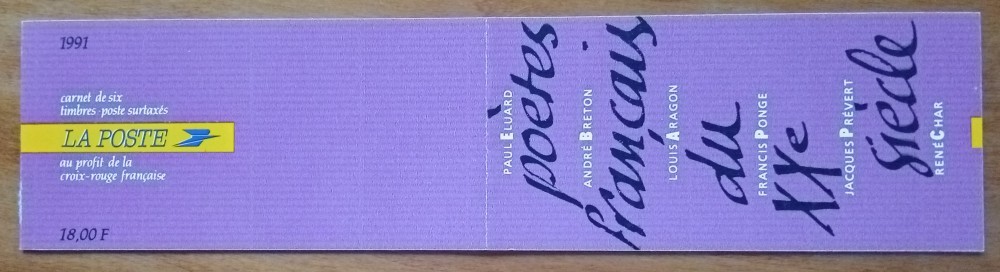 1991
carnet de six
timbres-poste surtaxés
LA POSTE
au profit de la
croix-rouge française
18,00 F
poètes
français
du
XXe
siècle
PAUL ELUARD
ANDRÉ BRETON
LOUIS ARAGON
FRANCIS PONGE
JACQUES PRÉVERT
RENÉ CHAR